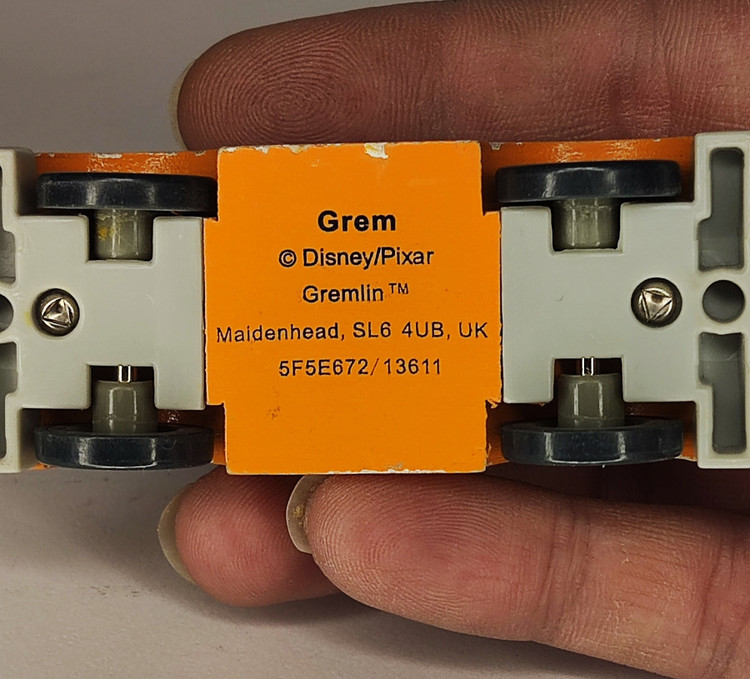 Grem
© Disney/Pixar
Gremlin™
Maidenhead, SL6 4UB, UK
5F5E672/13611